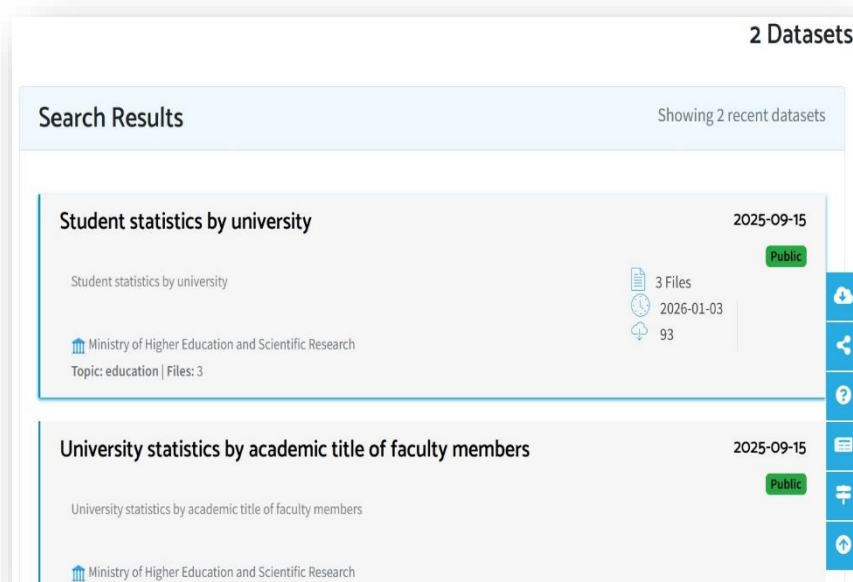 2 Datasets
Search Results
Showing 2 recent datasets
Student statistics by university
2025-09-15
Public
Student statistics by university
3 Files
2026-01-03
93
Ministry of Higher Education and Scientific Research
Topic: education | Files: 3
University statistics by academic title of faculty members
2025-09-15
Public
University statistics by academic title of faculty members
Ministry of Higher Education and Scientific Research